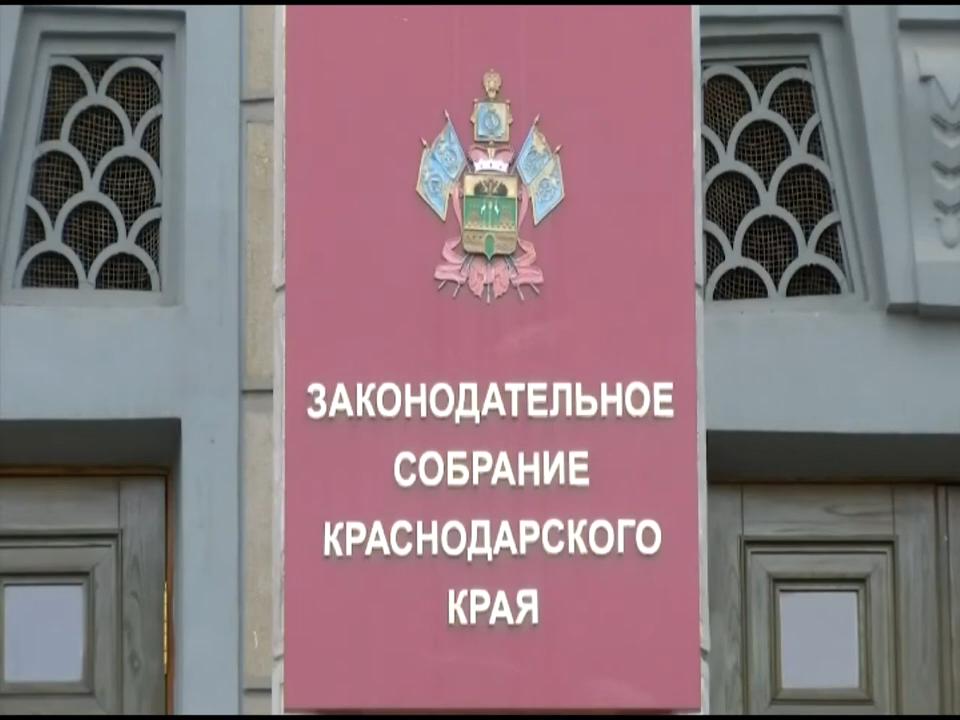 ЗАКОНОДАТЕЛЬНОЕ
СОБРАНИЕ
КРАСНОДАРСКОГО
КРАЯ